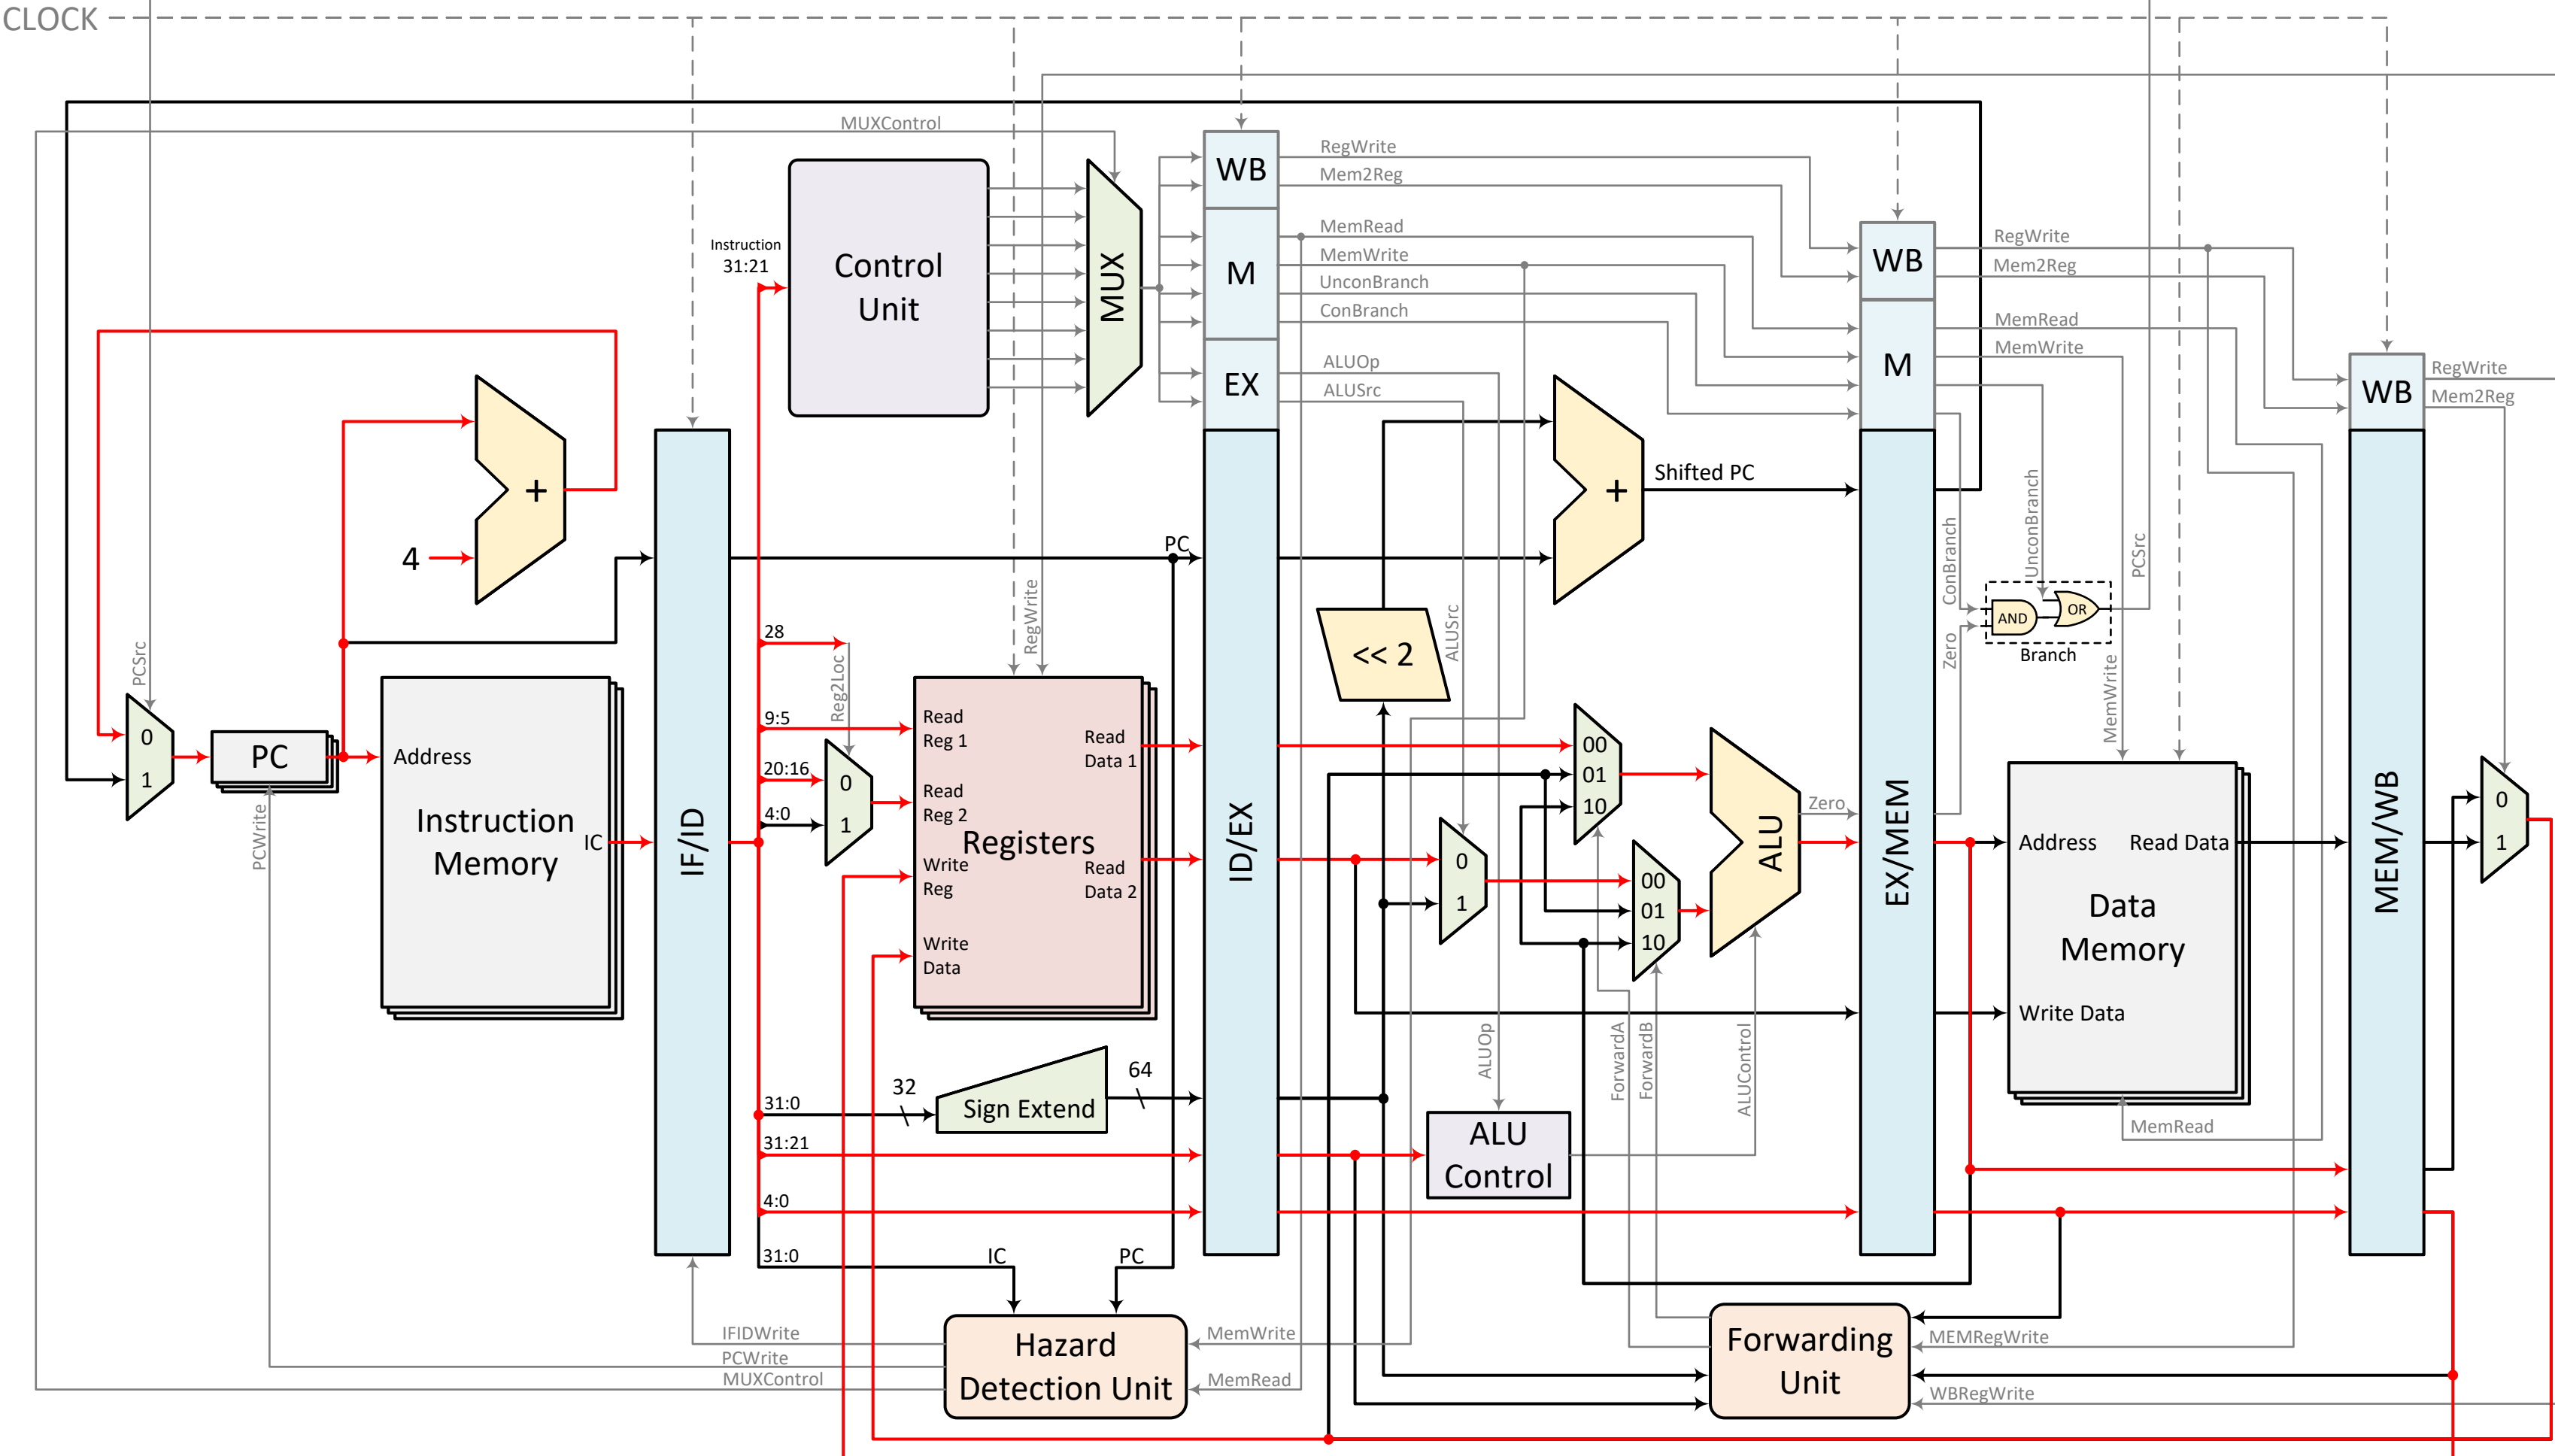 CLOCK
MUXControl
RegWrite
Mem2Reg
MemRead
MemWrite
UnconBranch
ConBranch
ALUOp
ALUSrc
WB
M
EX
Instruction
31:21
Control
Unit
MUX
WB
M
RegWrite
Mem2Reg
MemRead
MemWrite
WB
RegWrite
Mem2Reg
+
4
+
Shifted PC
PC
PCSrc
28
Reg2Loc
RegWrite
<< 2
ALUSrc
ConBranch
UnconBranch
PCSrc
Zero
AND
OR
Branch
MemWrite
0
1
PC
PCWrite
Address
Instruction
Memory
IC
IF/ID
9:5
20:16
4:0
0
1
Read
Reg 1
Read
Reg 2
Write
Reg
Write
Data
Registers
Read
Data 1
Read
Data 2
ID/EX
0
1
00
01
10
00
01
10
ALU
Zero
EX/MEM
Address
Read Data
Data
Memory
Write Data
MemRead
MEM/WB
0
1
31:0
32
Sign Extend
64
31:21
4:0
31:0
IC
PC
ALUOp
ForwardA
ForwardB
ALUControl
ALU
Control
IFIDWrite
PCWrite
MUXControl
Hazard
Detection Unit
MemWrite
MemRead
Forwarding
Unit
MEMRegWrite
WBRegWrite